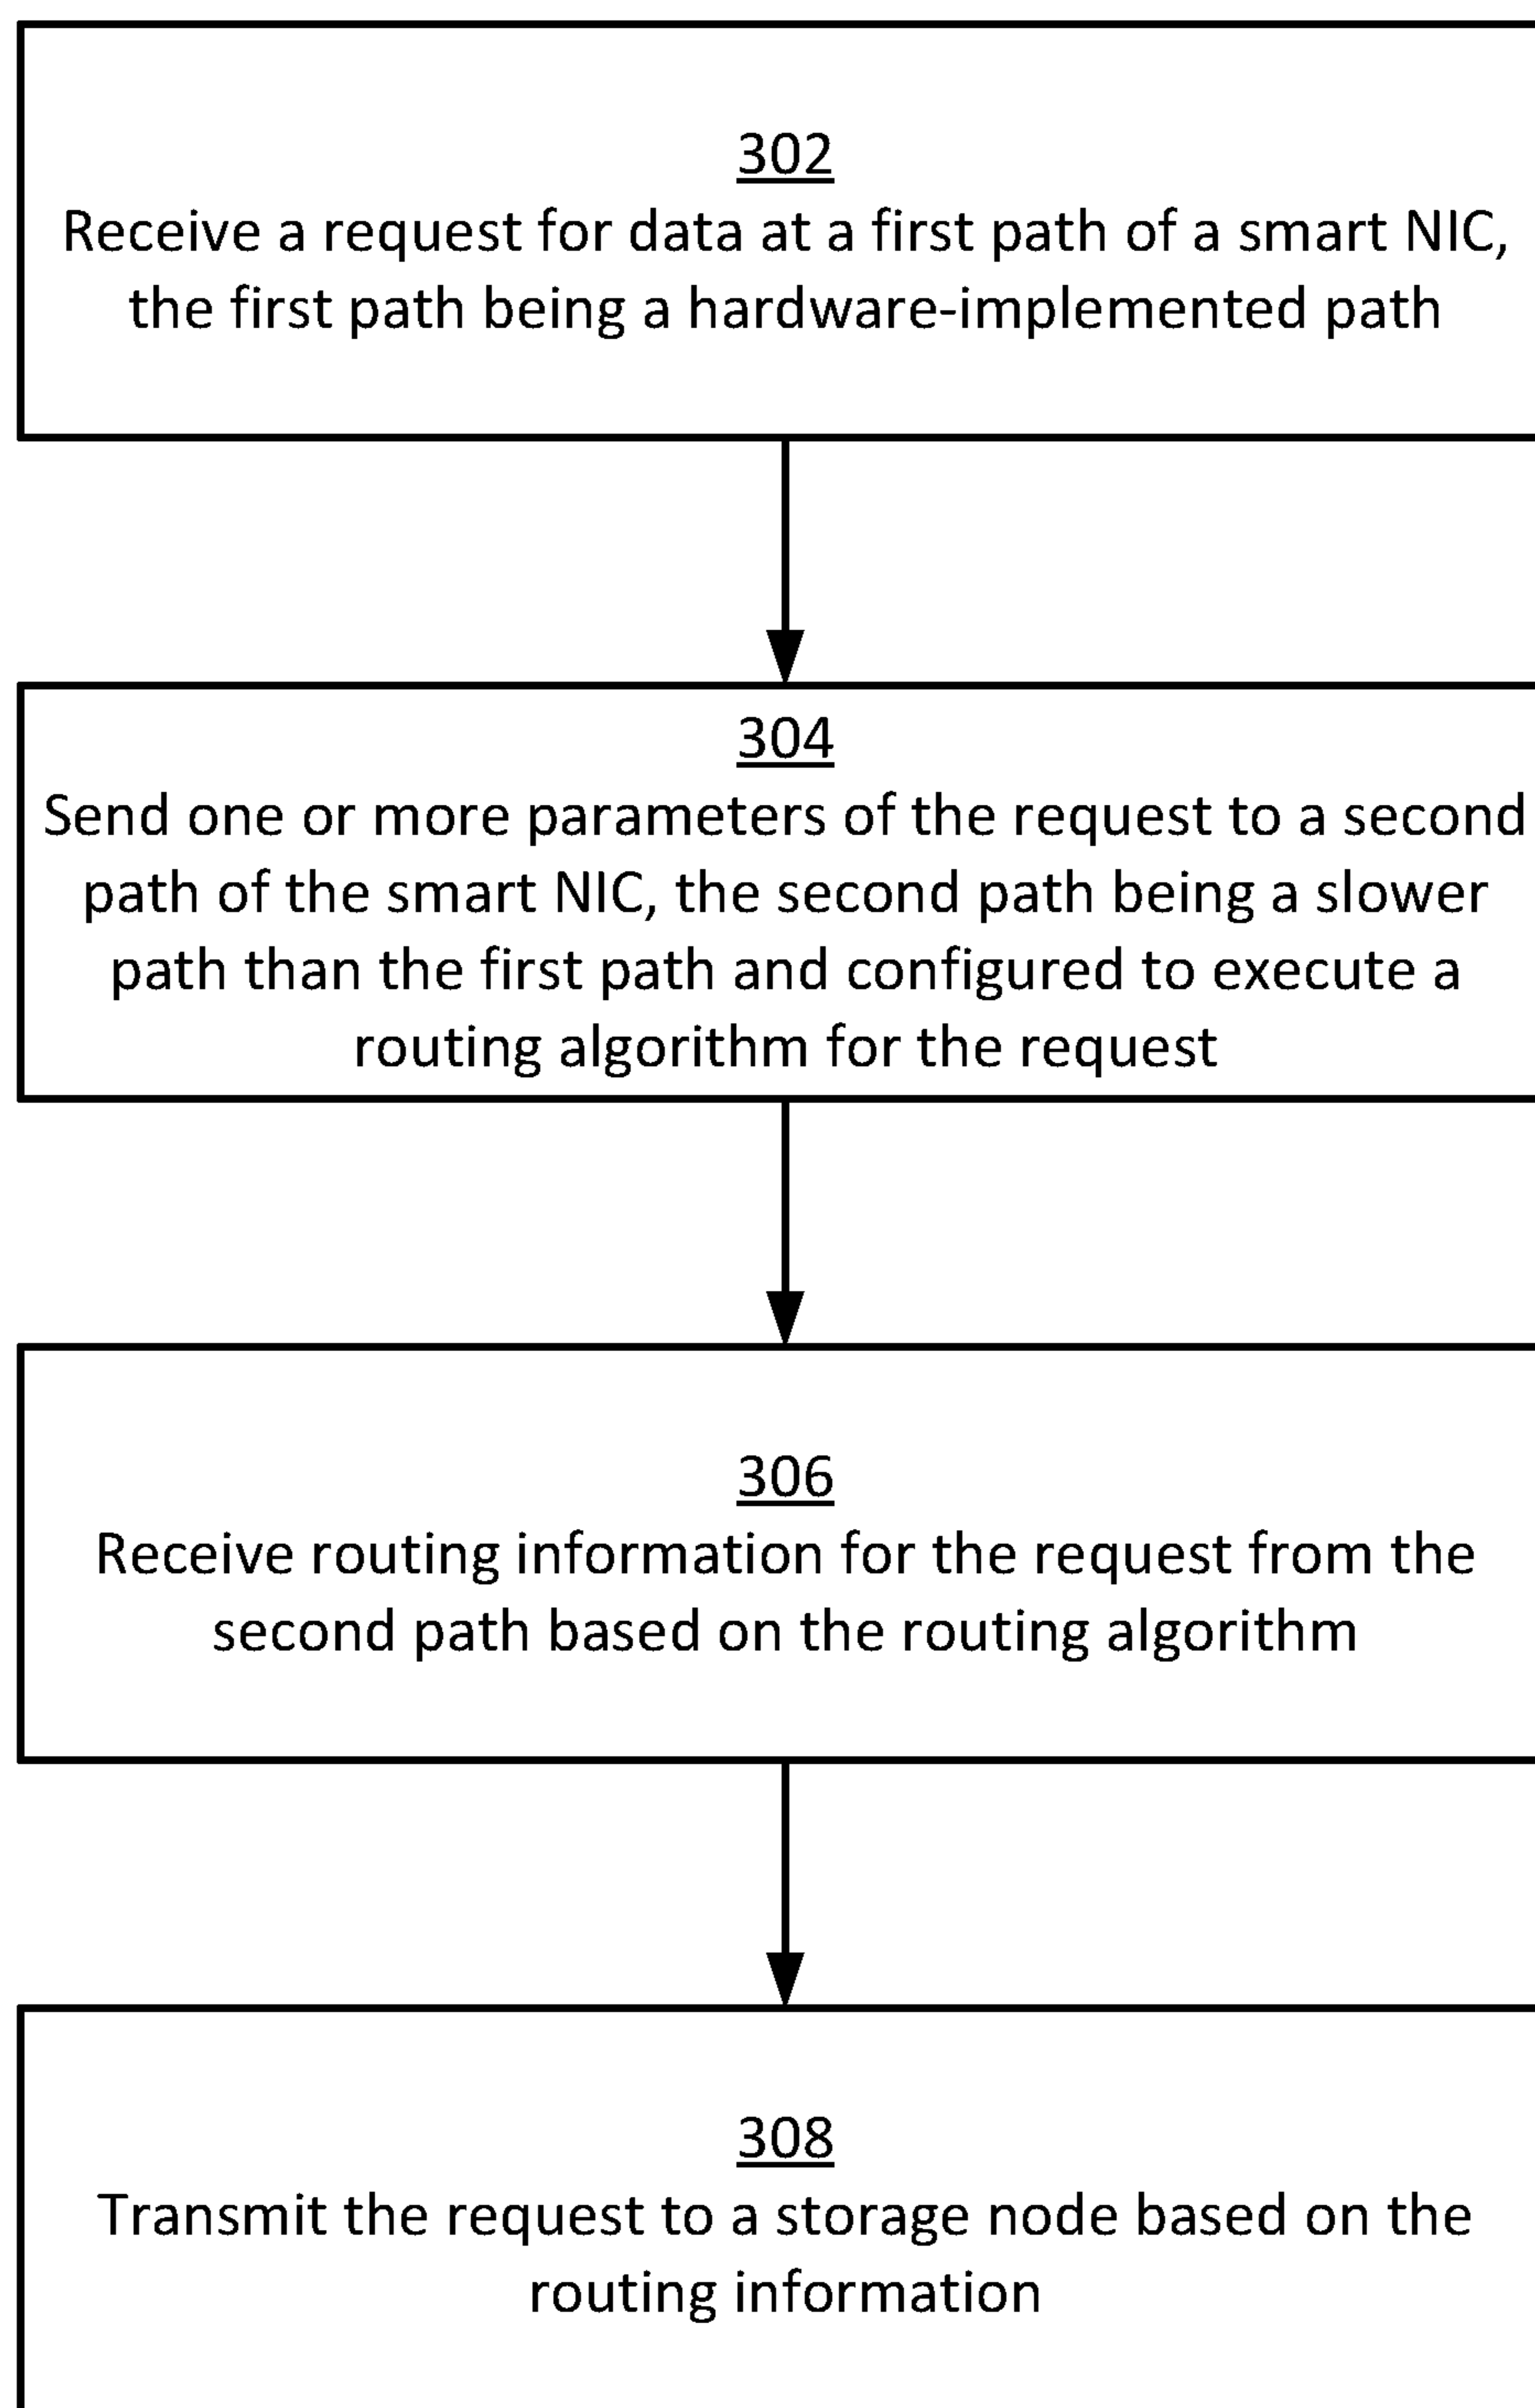 302
Receive a request for data at a first path of a smart NIC,
the first path being a hardware-implemented path
304
Send one or more parameters of the request to a second
path of the smart NIC, the second path being a slower
path than the first path and configured to execute a
routing algorithm for the request
306
Receive routing information for the request from the
second path based on the routing algorithm
308
Transmit the request to a storage node based on the
routing information